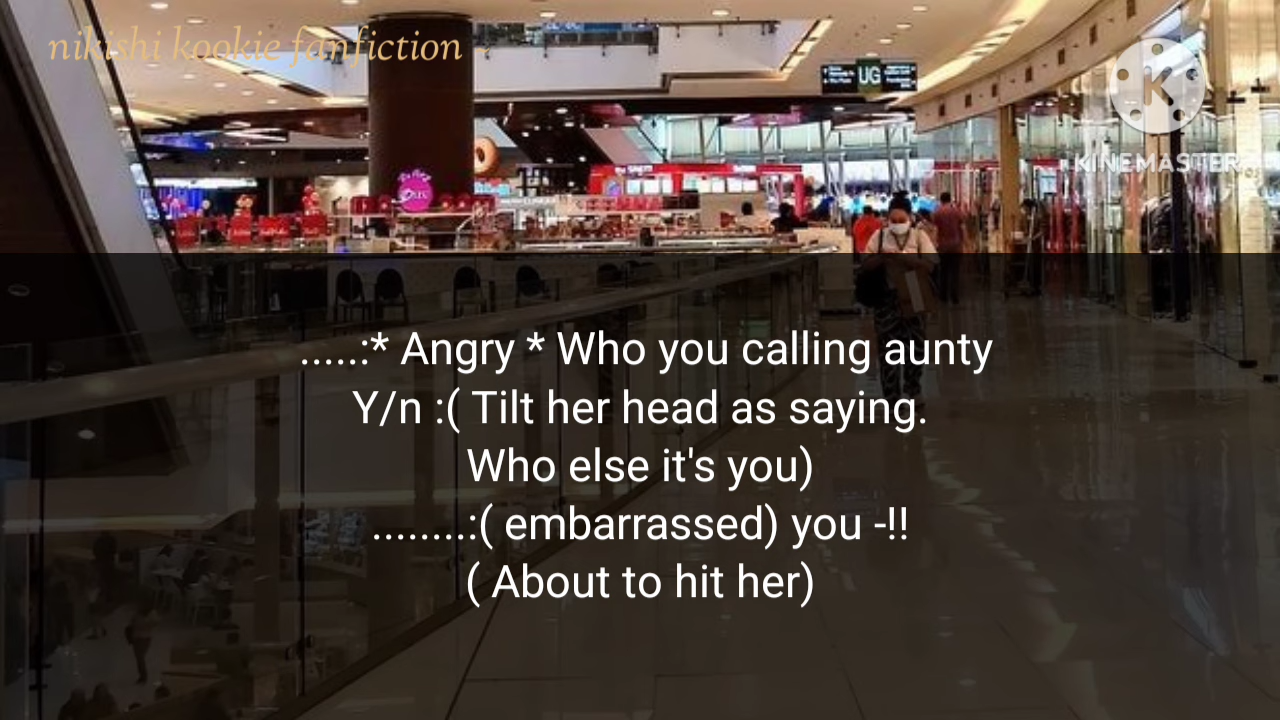 nikishi kookie fanfiction
UG
K
KINEMASTER
.....:* Angry * Who you calling aunty
Y/n :( Tilt her head as saying.
Who else it's you)
........:( embarrassed) you -!!
( About to hit her)